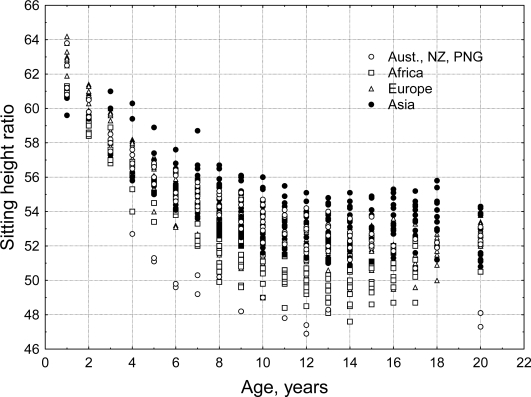 66
64
62
60
58
56
54
52
50
48
46
Sitting height ratio
Aust., NZ, PNG
Africa
Europe
Asia
0 2 4 6 8 10 12 14 16 18 20 22
Age, years